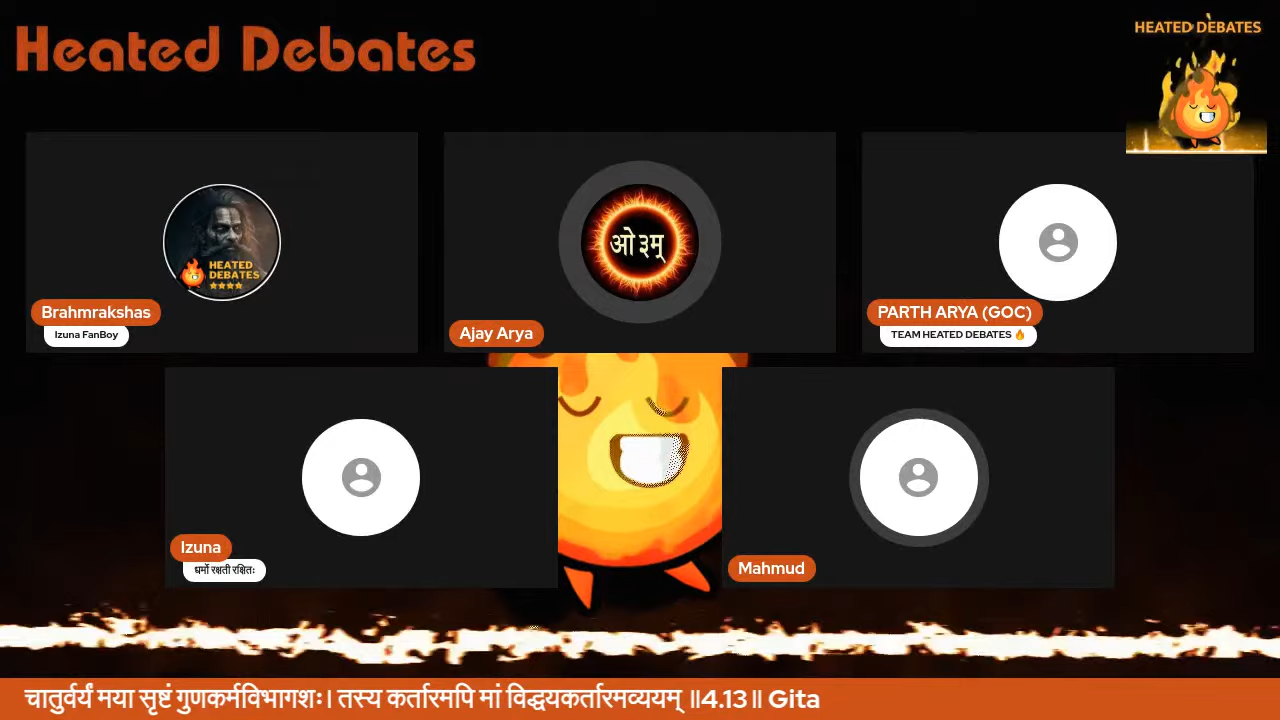 Heated Debates
HEATED DEBATES
HEATED
DEBATES
ओ३म्
Brahmrakshas
Izuna FanBoy
Ajay Arya
PARTH ARYA (GOC)
TEAM HEATED DEBATES 🔥
Izuna
धर्मो रक्षती रक्षितः
Mahmud
चातुर्वर्यं मया सृष्टं गुणकर्मविभागशः। तस्य कर्तारमपि मां विद्धयकर्तारमव्ययम् ॥4.13॥ Gita